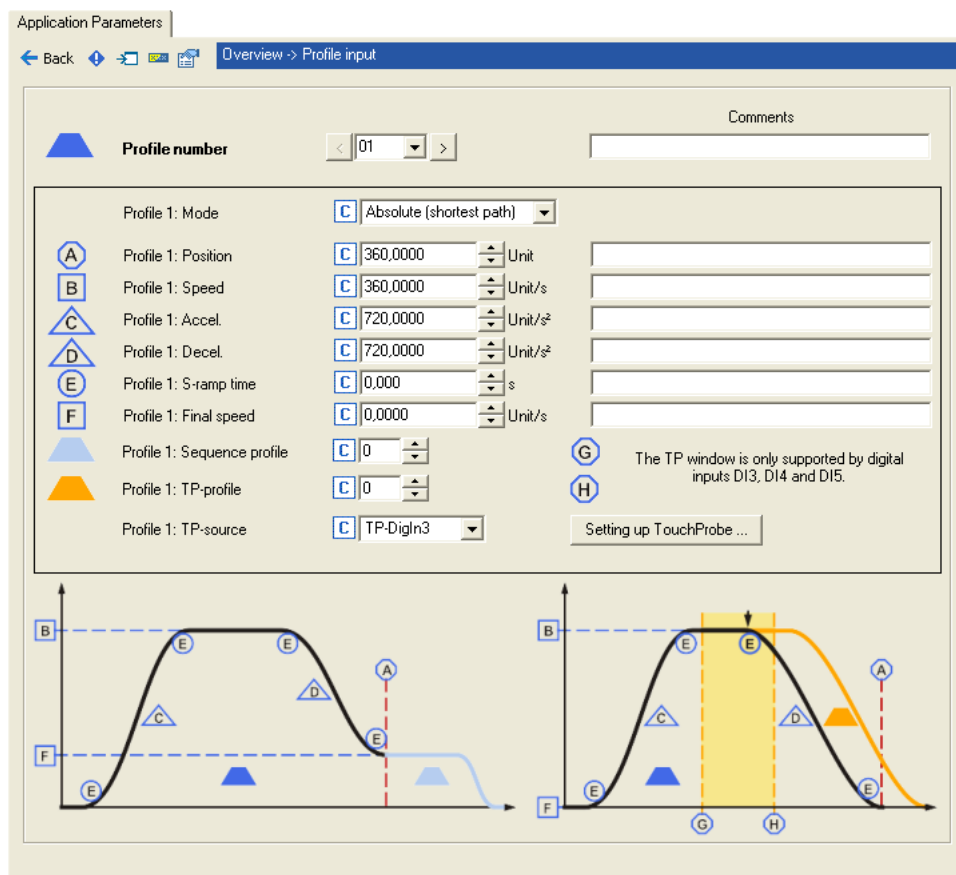 Application Parameters
Back Overview -> Profile input
Comments
Profile number < 01 >
Profile 1: Mode C Absolute (shortest path)
A Profile 1: Position C 360,0000 Unit
B Profile 1: Speed C 360,0000 Unit/s
C Profile 1: Accel. C 720,0000 Unit/s²
D Profile 1: Decel. C 720,0000 Unit/s²
E Profile 1: S-ramp time C 0,000 s
F Profile 1: Final speed C 0,0000 Unit/s
Profile 1: Sequence profile C 0
G The TP window is only supported by digital
H inputs DI3, DI4 and DI5.
Profile 1: TP-profile C 0
Profile 1: TP-source C TP-DigIn3 Setting up TouchProbe ...
B E E A D C E F E
B E E A C D E F G H